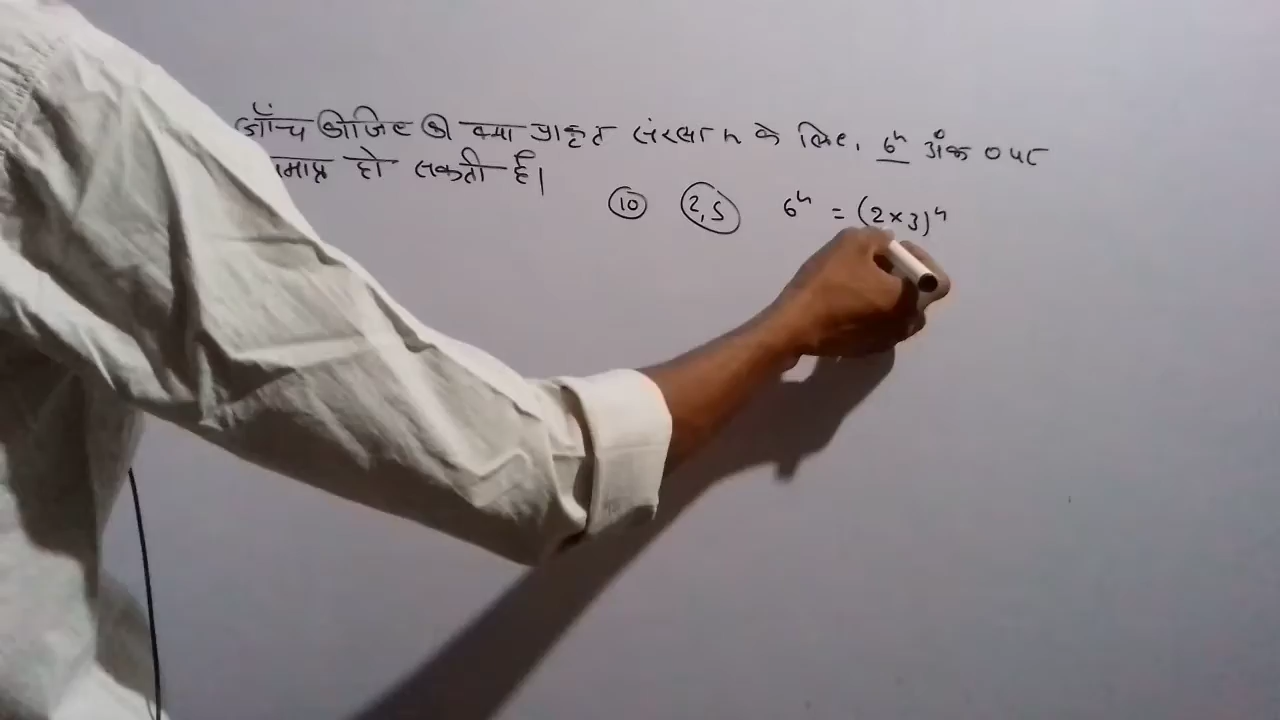 जाँच कीजिए की क्या प्राकृत संख्या n के लिए, 6ⁿ अंक 0 पर
समाप्त हो सकती है।
10 2,5 6ⁿ = (2×3)ⁿ